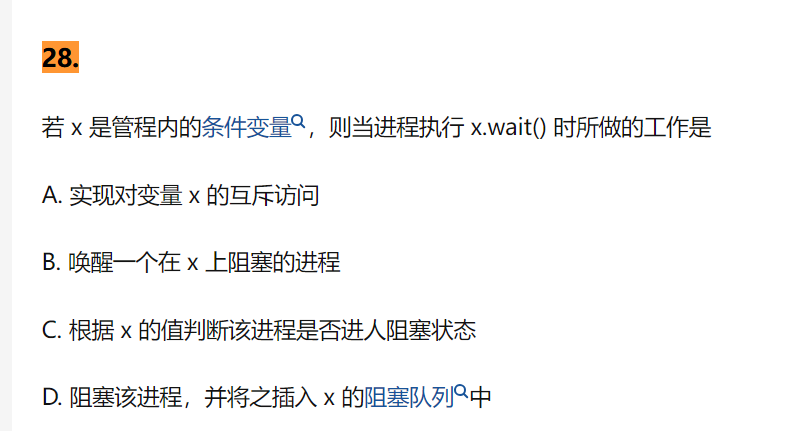 28.
若 x 是管程内的条件变量，则当进程执行 x.wait() 时所做的工作是
A. 实现对变量 x 的互斥访问
B. 唤醒一个在 x 上阻塞的进程
C. 根据 x 的值判断该进程是否进人阻塞状态
D. 阻塞该进程，并将之插入 x 的阻塞队列中